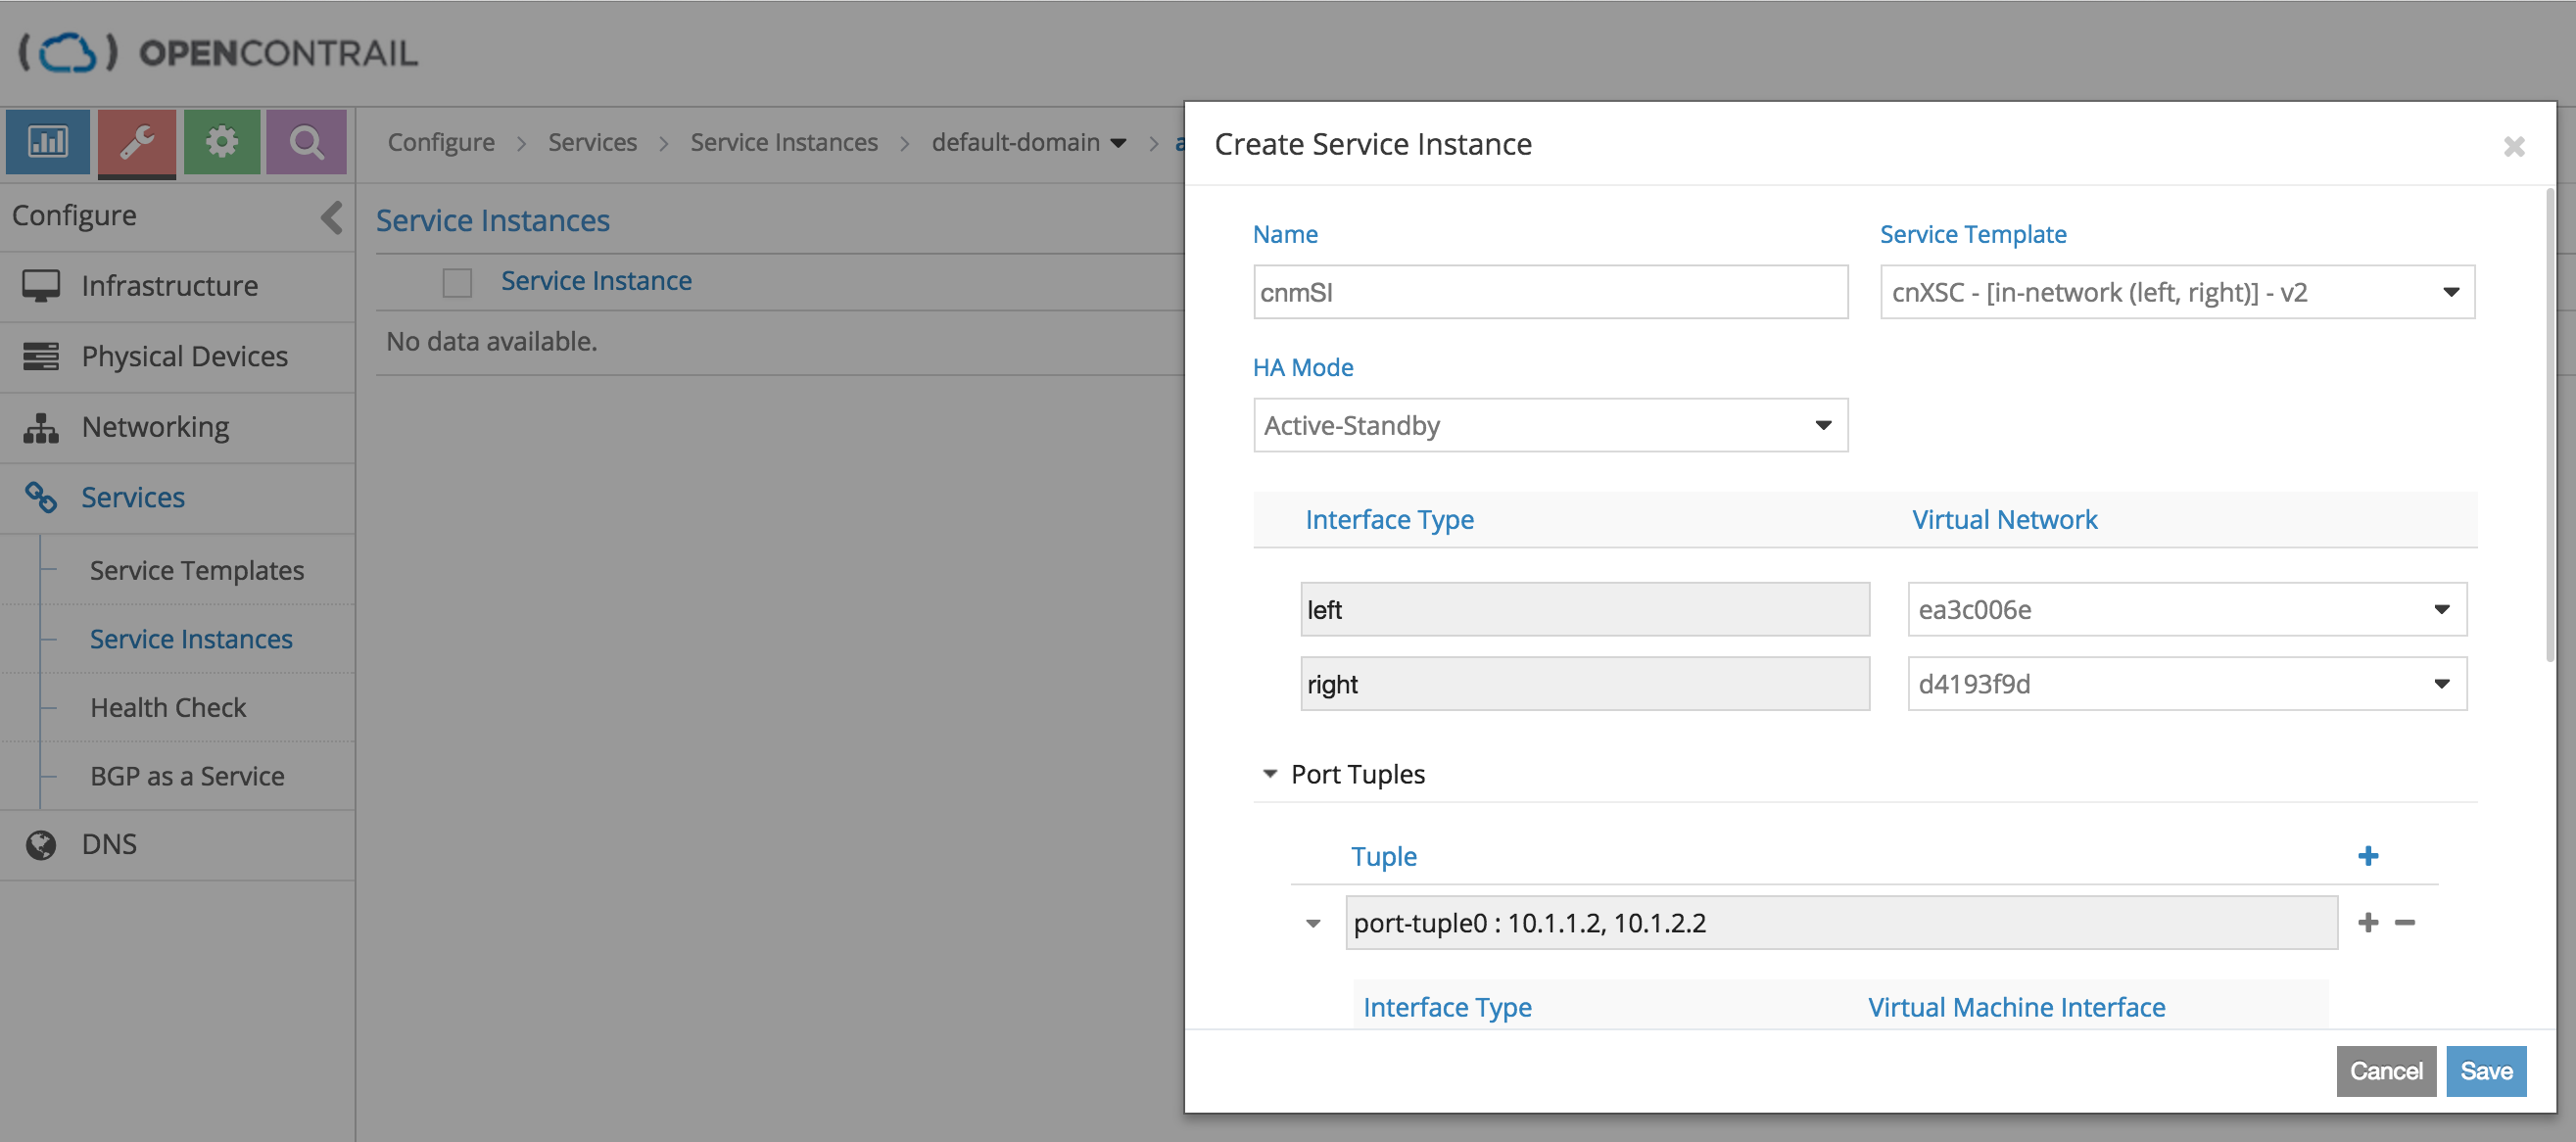 OPENCONTRAIL
Configure > Services > Service Instances > default-domain >
Configure
Infrastructure
Physical Devices
Networking
Services
Service Templates
Service Instances
Health Check
BGP as a Service
DNS
Service Instances
Service Instance
No data available.
Create Service Instance
Name
Service Template
cnmSI
cnXSC - [in-network (left, right)] - v2
HA Mode
Active-Standby
Interface Type
Virtual Network
left
ea3c006e
right
d4193f9d
Port Tuples
Tuple
port-tuple0 : 10.1.1.2, 10.1.2.2
Interface Type
Virtual Machine Interface
Cancel
Save